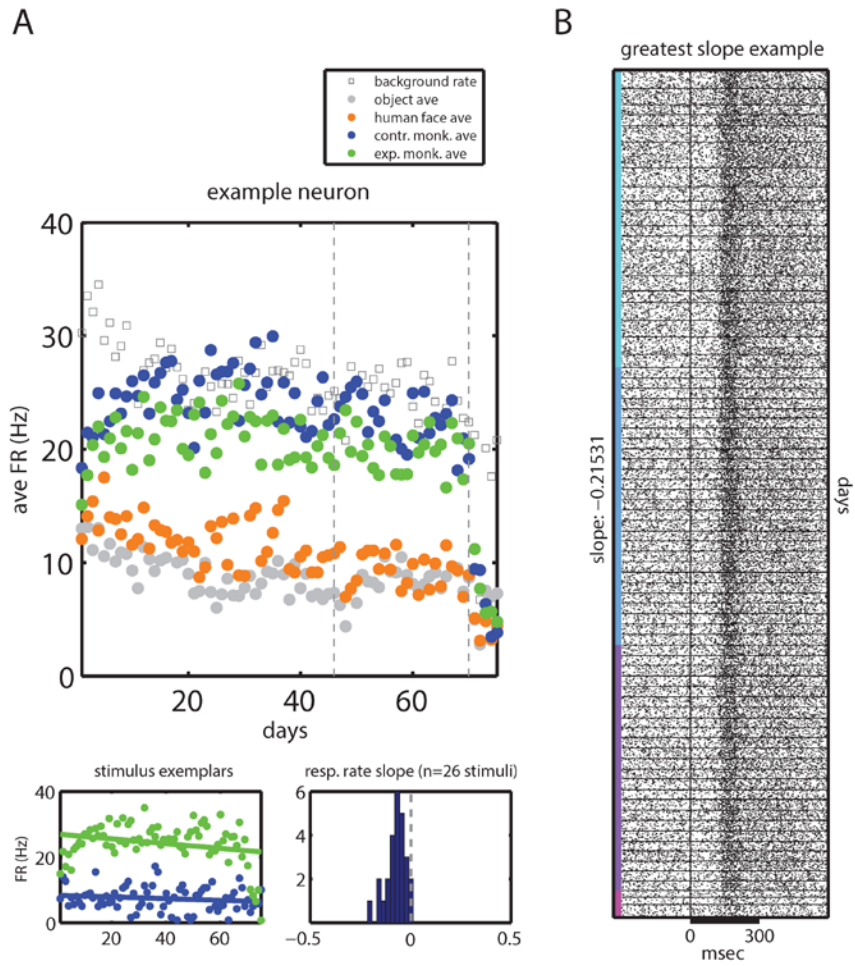 A
background rate
object ave
human face ave
contr. monk. ave
exp. monk. ave
example neuron
40
30
20
10
0
ave FR (Hz)
20 40 60
days
stimulus exemplars
40
20
0
FR (Hz)
20 40 60
resp. rate slope (n=26 stimuli)
6
4
2
−0.5 0 0.5
B
greatest slope example
slope: −0.21531
days
0 300
msec